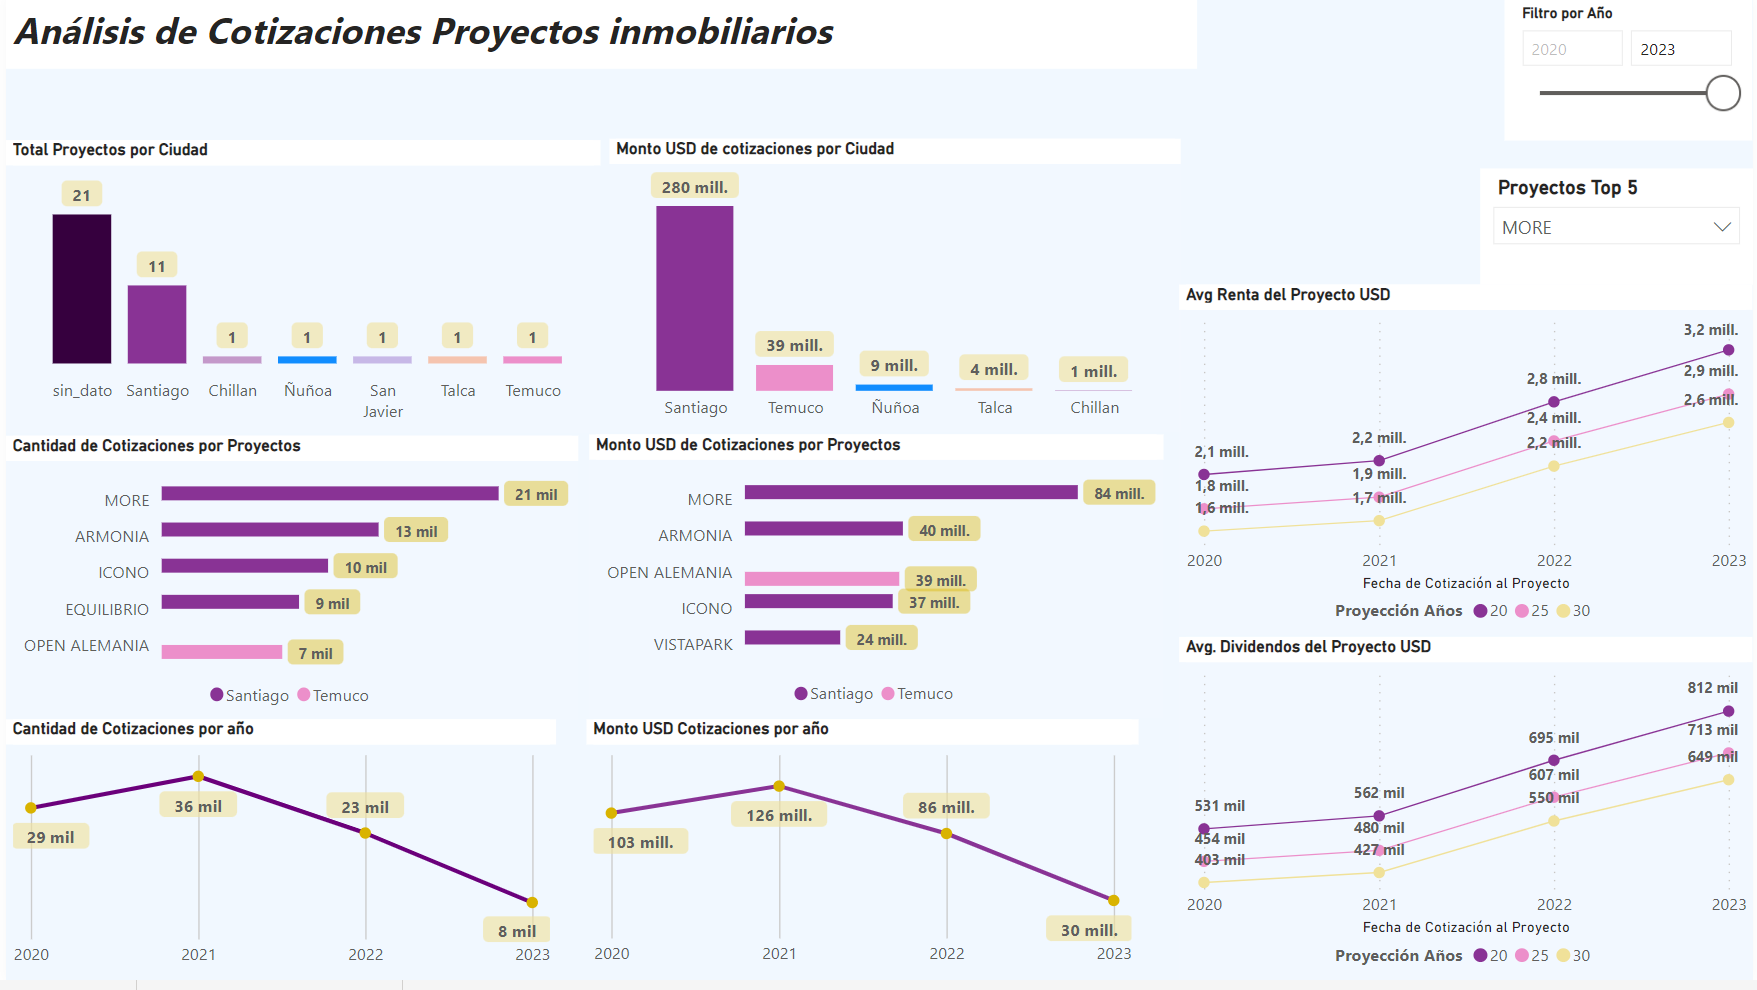 Análisis de Cotizaciones Proyectos inmobiliarios
Filtro por Año
2020
2023
Total Proyectos por Ciudad
21
11
1
1
1
1
1
sin_dato
Santiago
Chillan
Ñuñoa
San
Javier
Talca
Temuco
Monto USD de cotizaciones por Ciudad
280 mill.
39 mill.
9 mill.
4 mill.
1 mill.
Santiago
Temuco
Ñuñoa
Talca
Chillan
Proyectos Top 5
MORE
Cantidad de Cotizaciones por Proyectos
MORE
21 mil
ARMONIA
13 mil
ICONO
10 mil
EQUILIBRIO
9 mil
OPEN ALEMANIA
7 mil
Santiago
Temuco
Monto USD de Cotizaciones por Proyectos
MORE
84 mill.
ARMONIA
40 mill.
OPEN ALEMANIA
39 mill.
ICONO
37 mill.
VISTAPARK
24 mill.
Santiago
Temuco
Avg Renta del Proyecto USD
3,2 mill.
2,9 mill.
2,6 mill.
2,8 mill.
2,4 mill.
2,2 mill.
2,2 mill.
1,9 mill.
1,7 mill.
2,1 mill.
1,8 mill.
1,6 mill.
2020
2021
2022
2023
Fecha de Cotización al Proyecto
Proyección Años
20
25
30
Cantidad de Cotizaciones por año
29 mil
36 mil
23 mil
8 mil
2020
2021
2022
2023
Monto USD Cotizaciones por año
103 mill.
126 mill.
86 mill.
30 mill.
2020
2021
2022
2023
Avg. Dividendos del Proyecto USD
812 mil
713 mil
649 mil
695 mil
607 mil
550 mil
562 mil
480 mil
427 mil
531 mil
454 mil
403 mil
2020
2021
2022
2023
Fecha de Cotización al Proyecto
Proyección Años
20
25
30